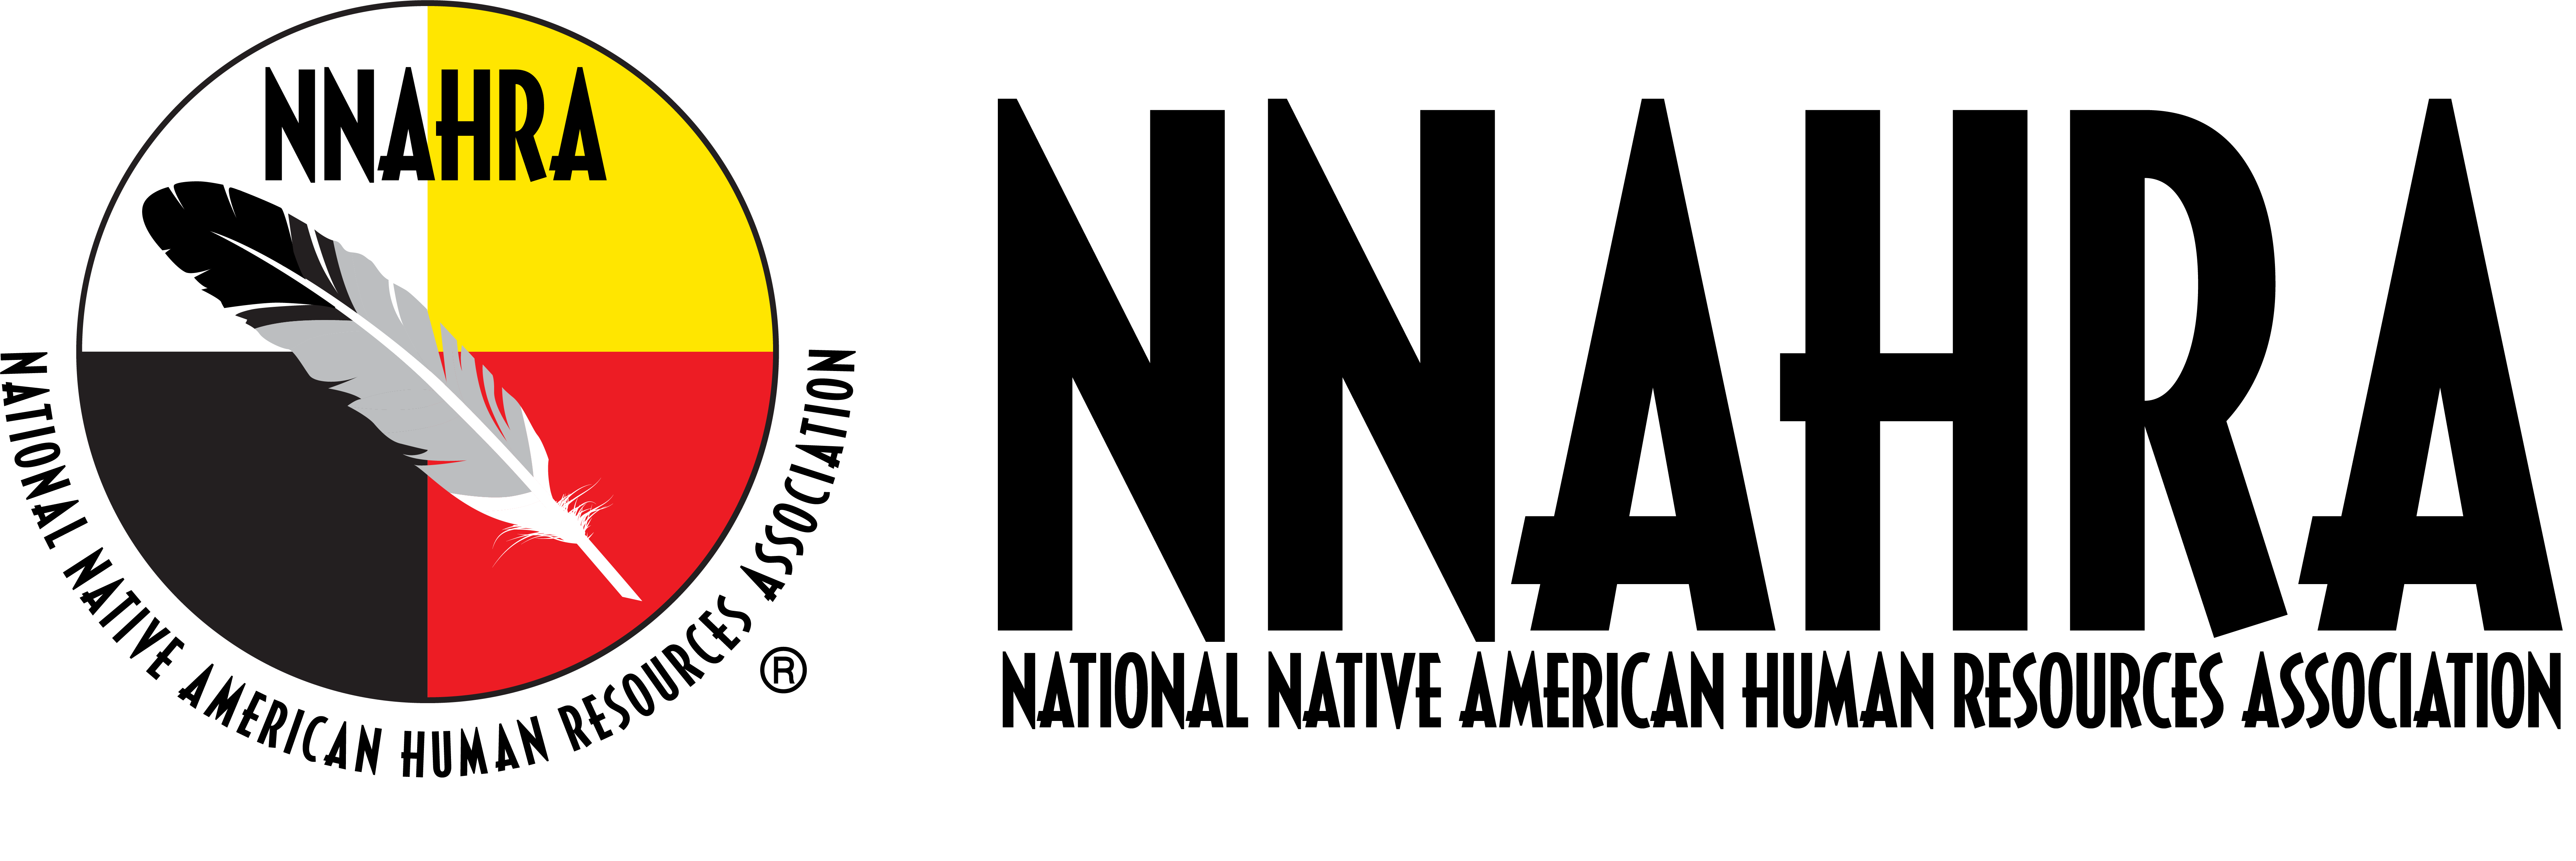 NNAHRA
NATIONAL NATIVE AMERICAN HUMAN RESOURCES ASSOCIATION
®
NNAHRA
NATIONAL NATIVE AMERICAN HUMAN RESOURCES ASSOCIATION